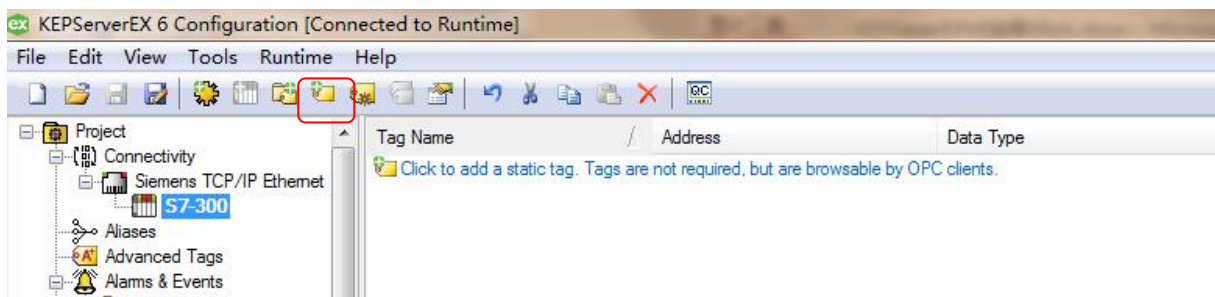 KEPServerEX 6 Configuration [Connected to Runtime]
File Edit View Tools Runtime Help
Project
Connectivity
Siemens TCP/IP Ethernet
S7-300
Aliases
Advanced Tags
Alarms & Events
Tag Name / Address Data Type
Click to add a static tag. Tags are not required, but are browsable by OPC clients.